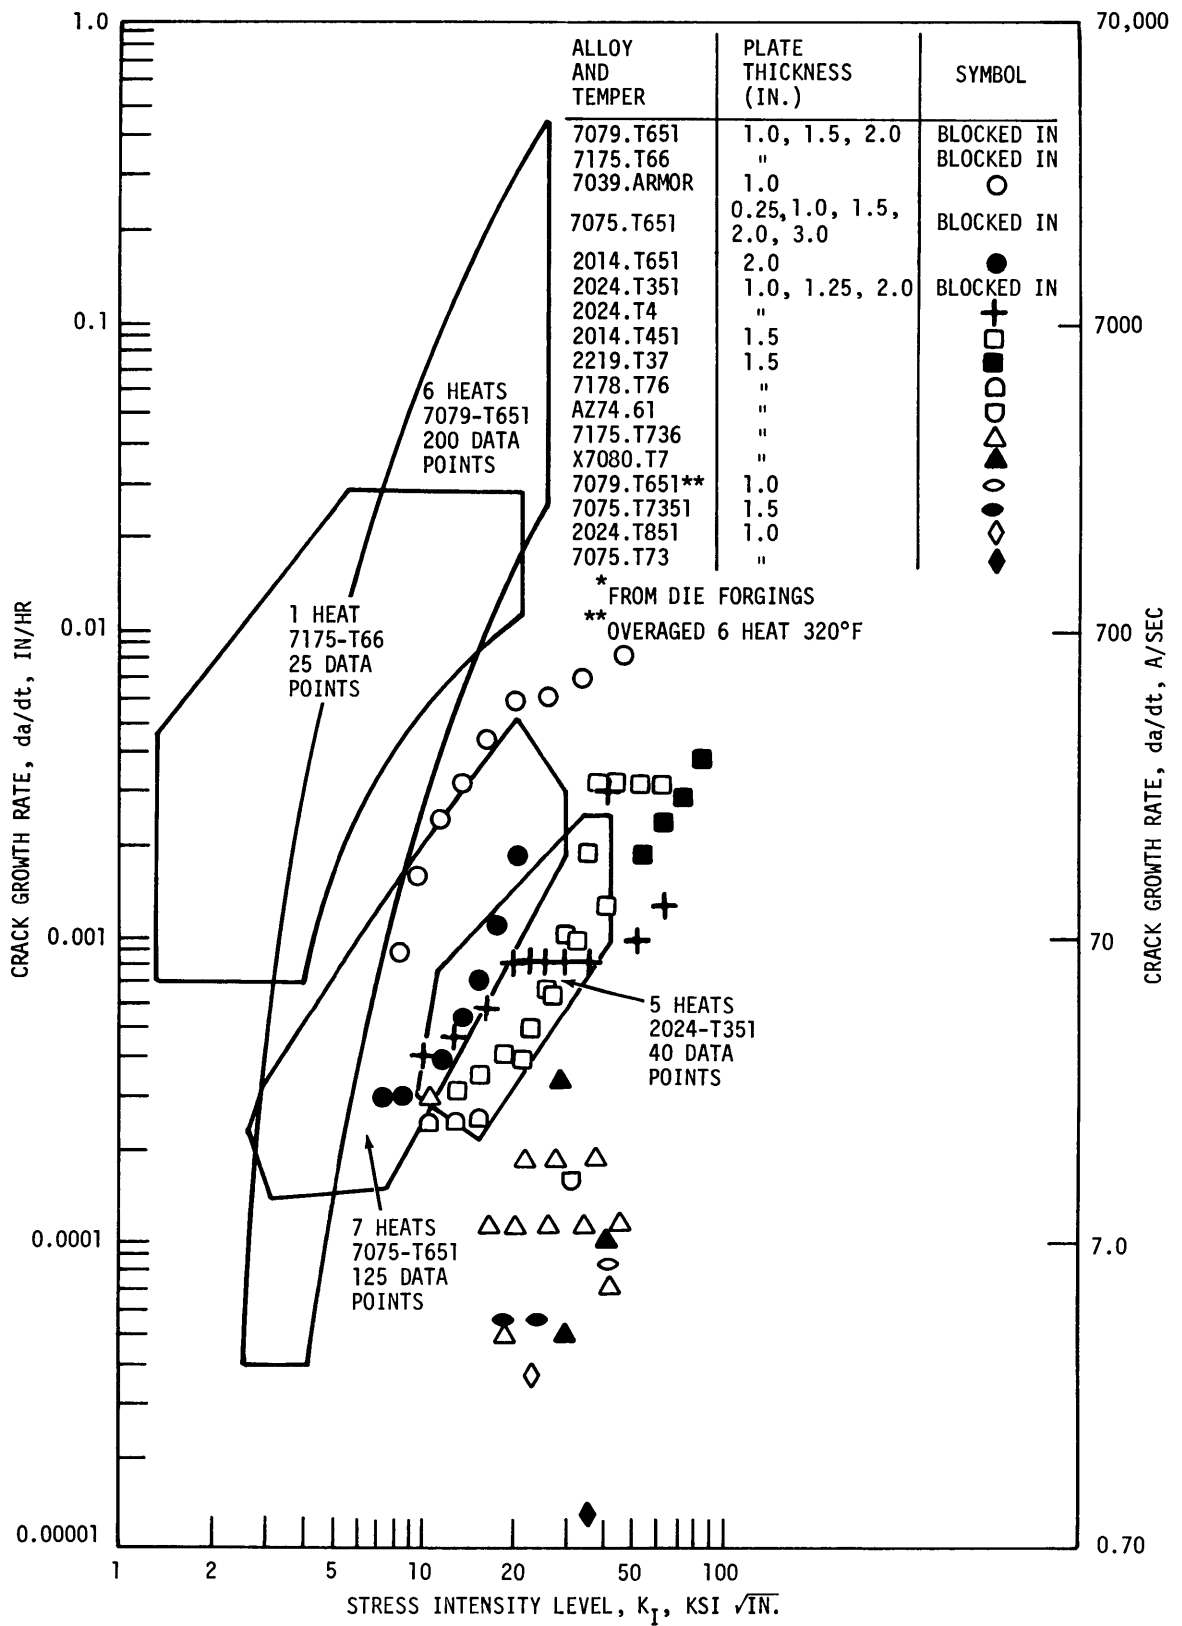 1.0
0.1
0.01
0.001
0.0001
0.00001
CRACK GROWTH RATE, da/dt, IN/HR
70,000
7000
700
70
7.0
0.70
CRACK GROWTH RATE, da/dt, A/SEC
1 2 5 10 20 50 100
STRESS INTENSITY LEVEL, K_I, KSI √IN.
ALLOY AND TEMPER
PLATE THICKNESS (IN.)
SYMBOL
7079.T651 1.0, 1.5, 2.0 BLOCKED IN
7175.T66 " BLOCKED IN
7039.ARMOR 1.0
7075.T651 0.25,1.0, 1.5, 2.0, 3.0 BLOCKED IN
2014.T651 2.0
2024.T351 1.0, 1.25, 2.0 BLOCKED IN
2024.T4 "
2014.T451 1.5
2219.T37 1.5
7178.T76 "
AZ74.61 "
7175.T736 "
X7080.T7 "
7079.T651** 1.0
7075.T7351 1.5
2024.T851 1.0
7075.T73 "
*FROM DIE FORGINGS
**OVERAGED 6 HEAT 320°F
6 HEATS
7079-T651
200 DATA
POINTS
1 HEAT
7175-T66
25 DATA
POINTS
5 HEATS
2024-T351
40 DATA
POINTS
7 HEATS
7075-T651
125 DATA
POINTS